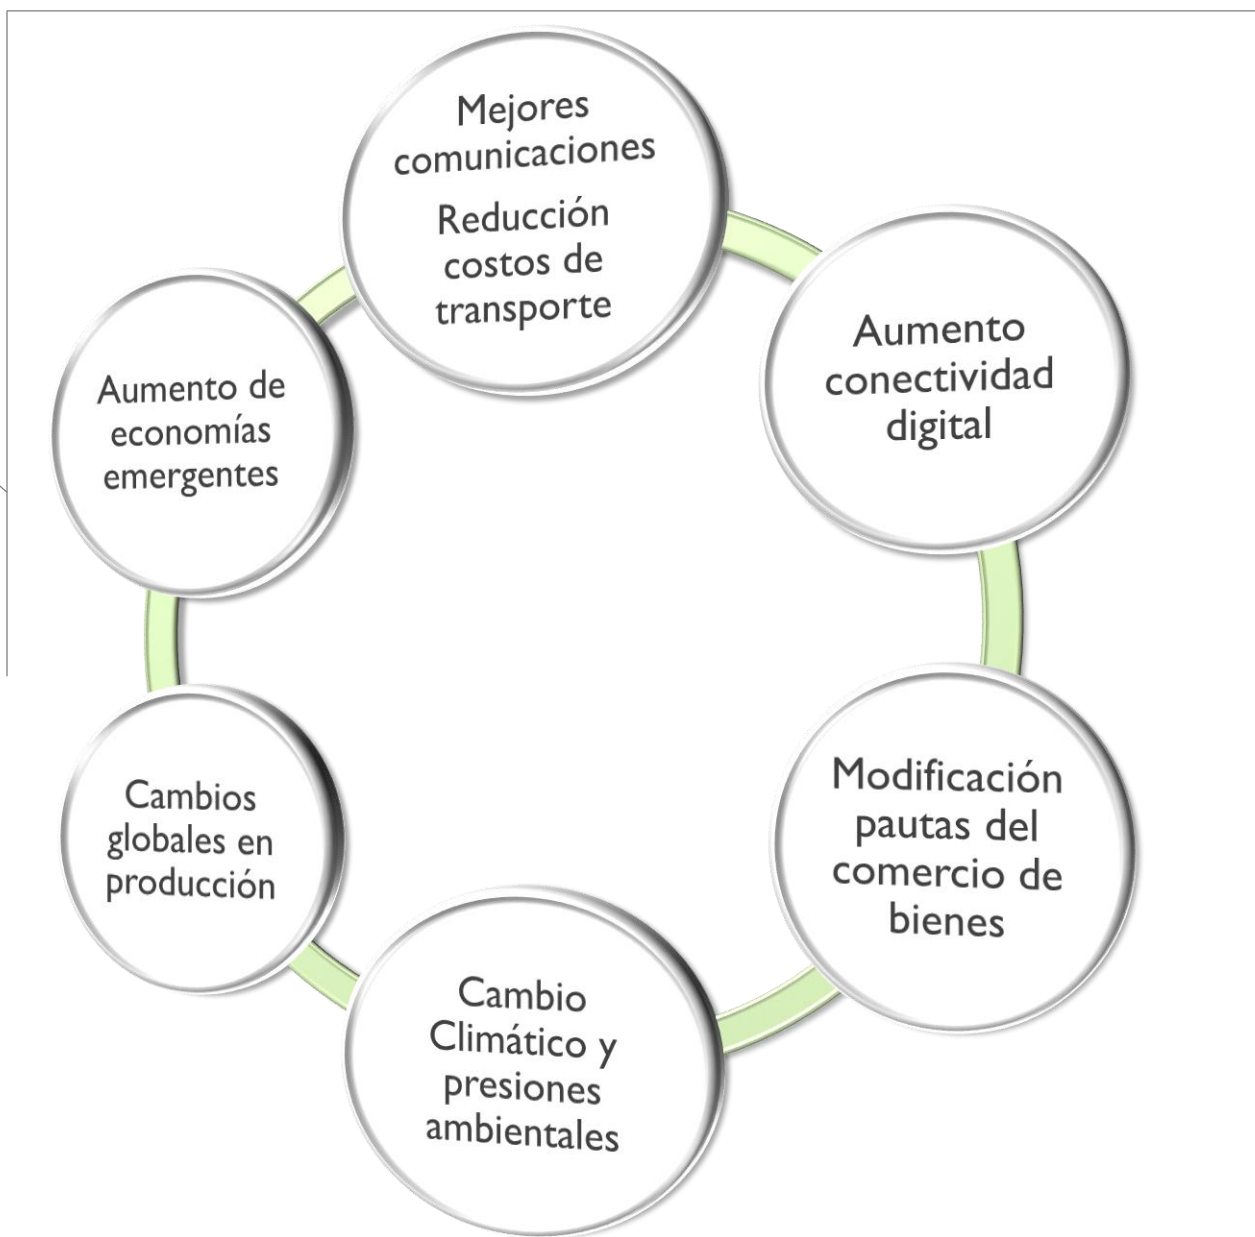 Mejores
comunicaciones
Reducción
costos de
transporte
Aumento
conectividad
digital
Modificación
pautas del
comercio de
bienes
Cambio
Climático y
presiones
ambientales
Cambios
globales en
producción
Aumento de
economías
emergentes